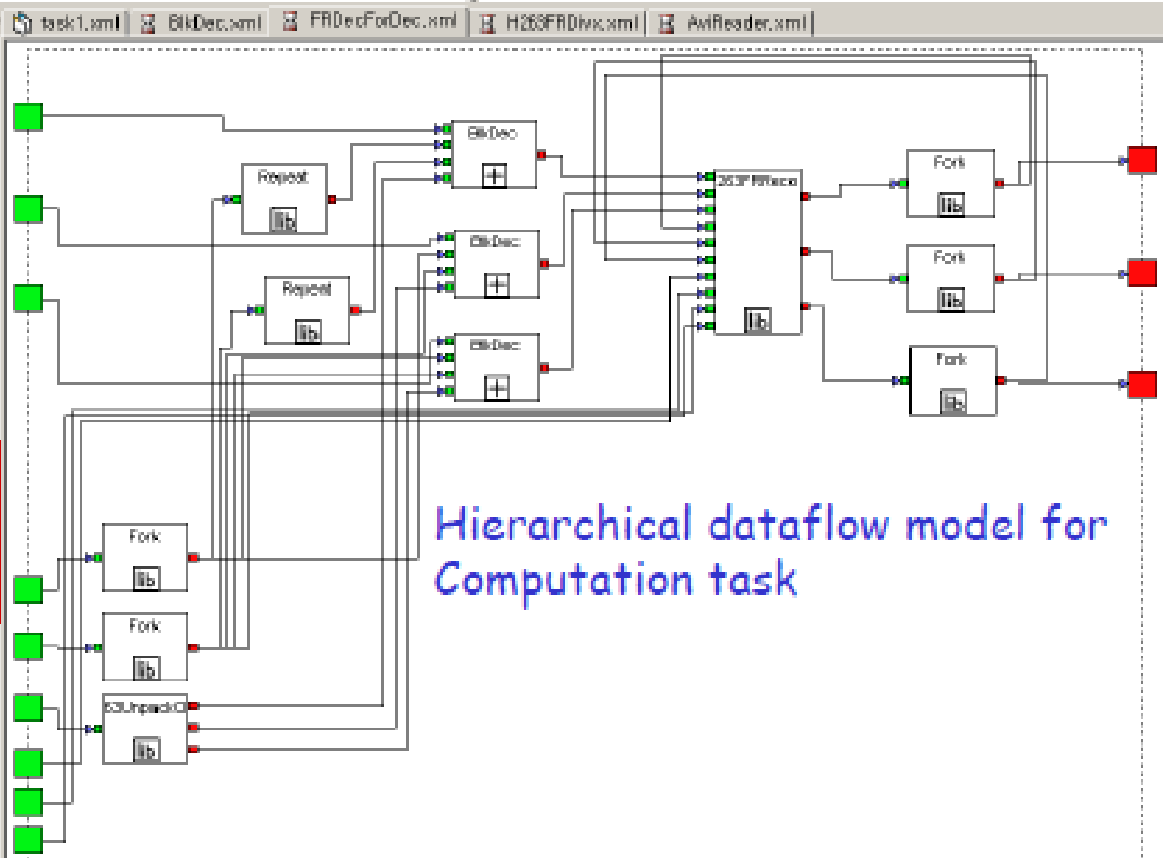 task1.xml BlkDec.xml FRDecForDec.xml H263FRDivx.xml AviReader.xml
BlkDec
Repeat
lib
Fork
lib
BlkDec
Fork
lib
Repeat
lib
lib
BlkDec
Fork
lib
Hierarchical dataflow model for
Computation task
Fork
lib
Fork
lib
lib